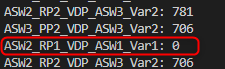 ASW2_RP2_VDP_ASW3_Var2: 781
ASW3_PP2_VDP_ASW3_Var2: 706
ASW2_RP1_VDP_ASW1_Var1: 0
ASW2_RP2_VDP_ASW3_Var2: 706